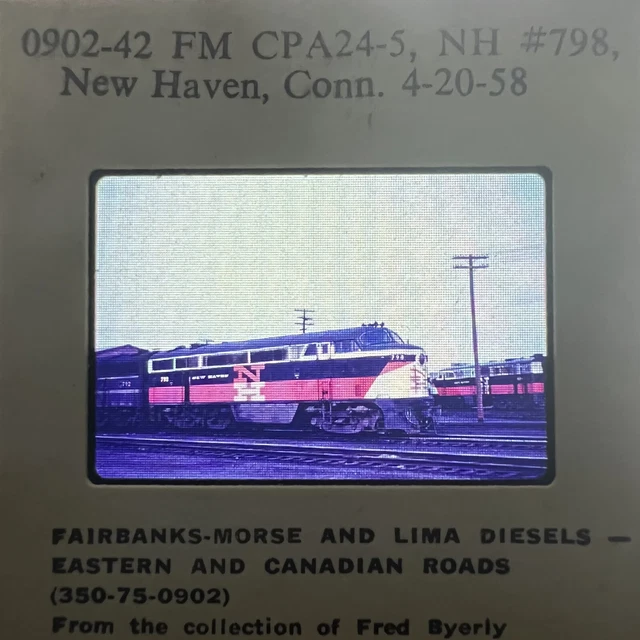 0902-42 FM CPA24-5, NH #798,
New Haven, Conn. 4-20-58
NEW HAVEN
N
H
FAIRBANKS-MORSE AND LIMA DIESELS —
EASTERN AND CANADIAN ROADS
(350-75-0902)
From the collection of Fred Byerly